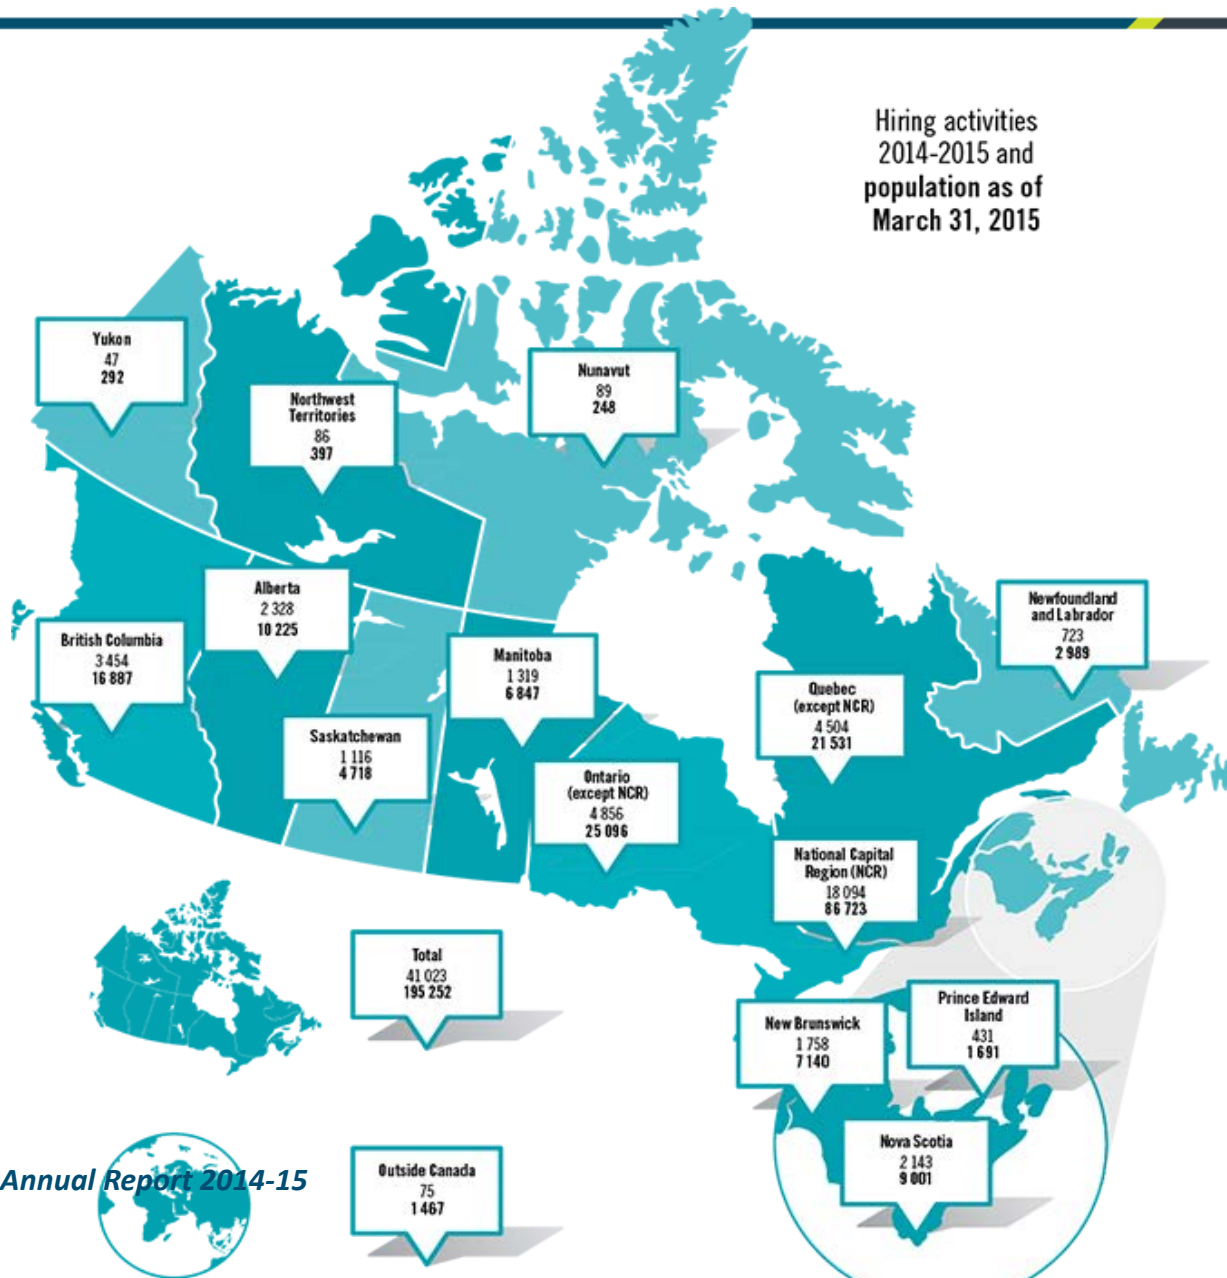 Hiring activities
2014-2015 and
population as of
March 31, 2015
Yukon
47
292
Northwest
Territories
86
397
Nunavut
89
248
Alberta
2 328
10 225
British Columbia
3 454
16 887
Saskatchewan
1 116
4 718
Manitoba
1 319
6 847
Ontario
(except NCR)
4 856
25 096
Quebec
(except NCR)
4 504
21 531
Newfoundland
and Labrador
723
2 989
National Capital
Region (NCR)
18 094
86 723
Total
41 023
195 252
New Brunswick
1 758
7 140
Prince Edward
Island
431
1 691
Nova Scotia
2 143
9 001
Outside Canada
75
1 467
Annual Report 2014-15